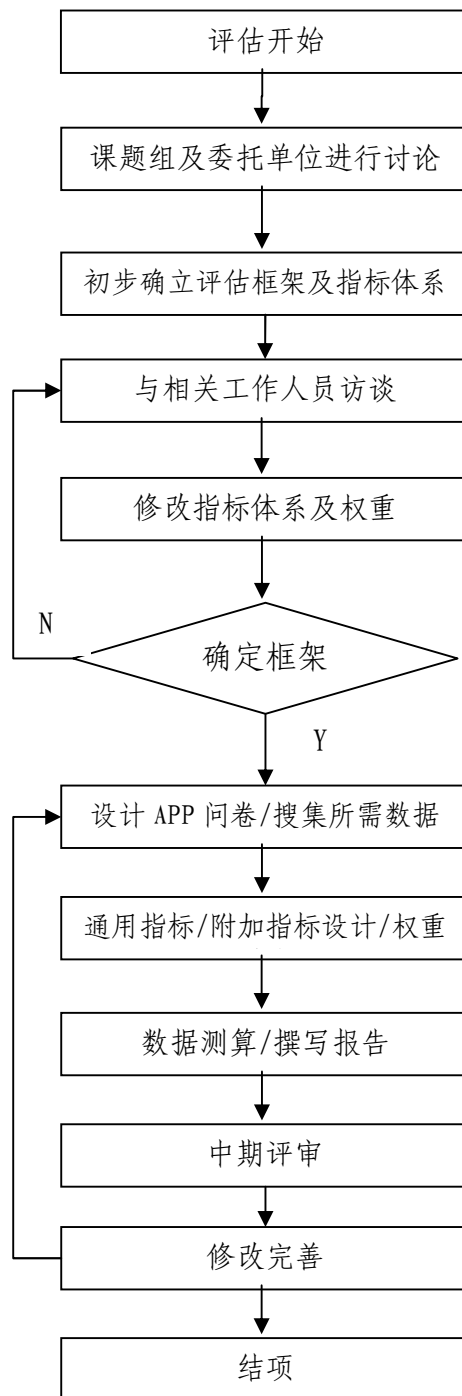 评估开始
课题组及委托单位进行讨论
初步确立评估框架及指标体系
与相关工作人员访谈
修改指标体系及权重
N
确定框架
Y
设计 APP 问卷/搜集所需数据
通用指标/附加指标设计/权重
数据测算/撰写报告
中期评审
修改完善
结项